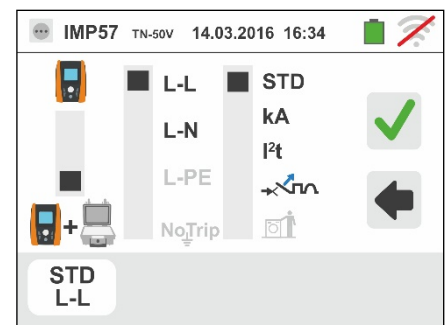 IMP57 TN-50V 14.03.2016 16:34
L-L STD
L-N kA
I²t
L-PE
NoTrip
STD
L-L